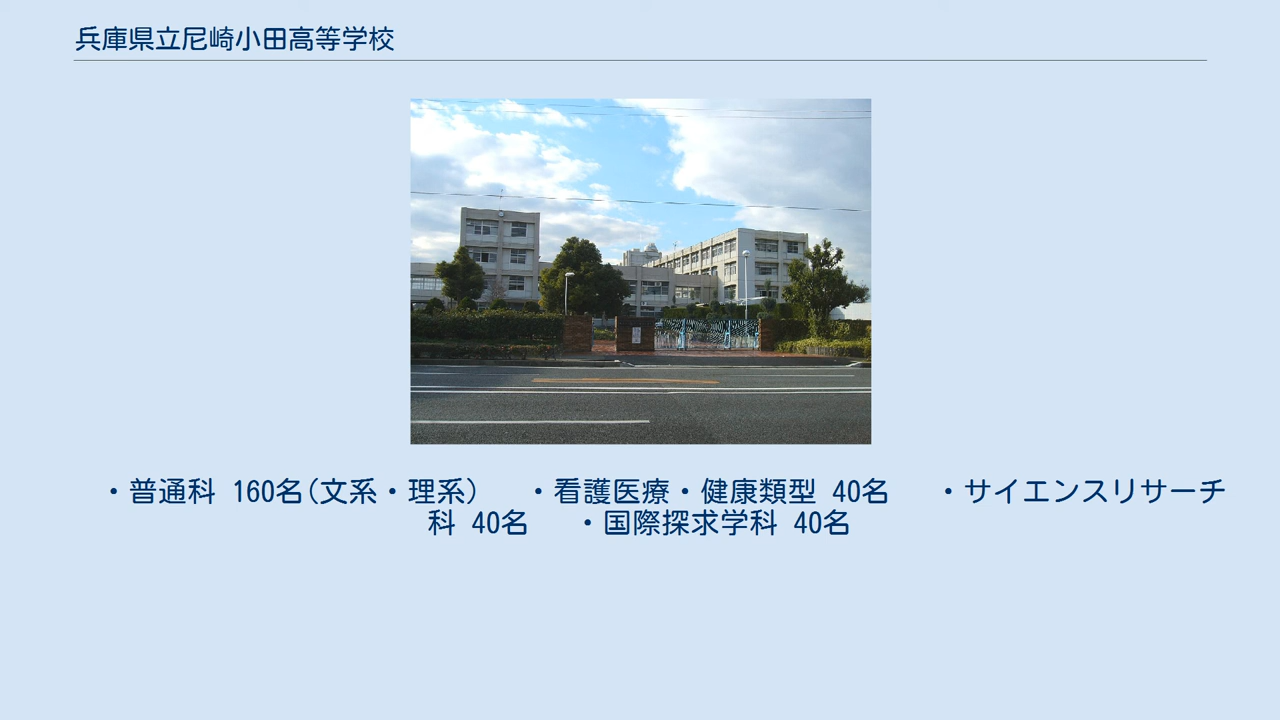 兵庫県立尼崎小田高等学校
・普通科 160名(文系・理系)　・看護医療・健康類型 40名　・サイエンスリサーチ
科 40名　・国際探求学科 40名